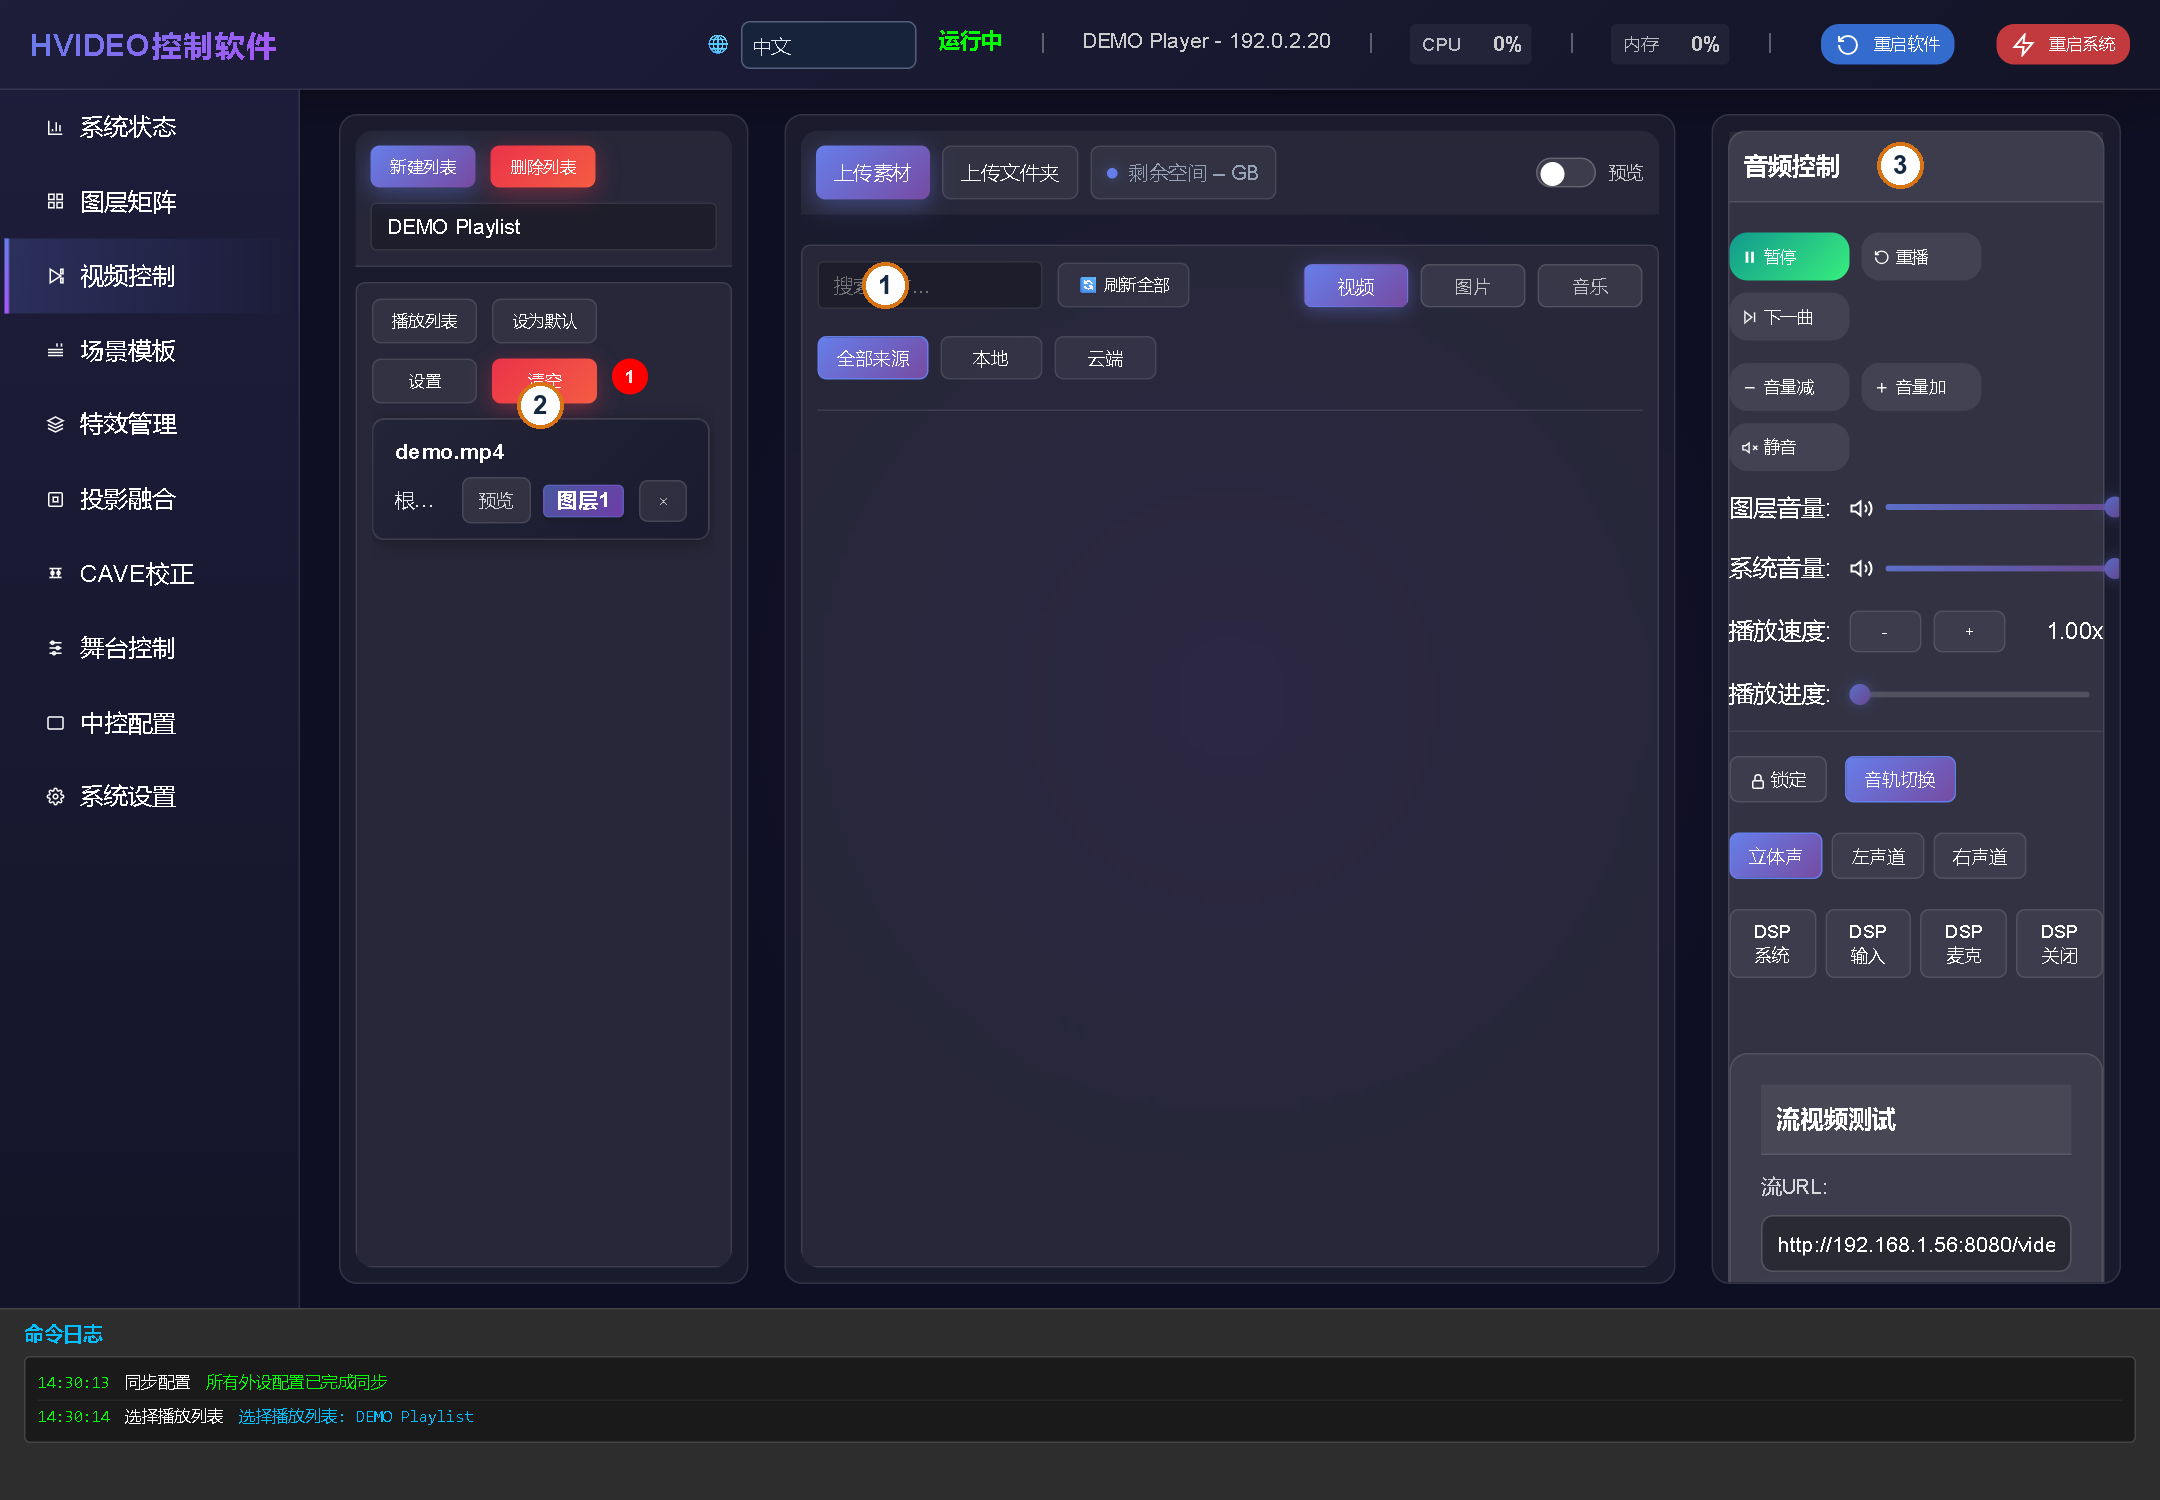 HVIDEO控制软件
中文
运行中
|
DEMO Player - 192.0.2.20
|
CPU 0%
|
内存 0%
|
重启软件
重启系统
系统状态
图层矩阵
视频控制
场景模板
特效管理
投影融合
CAVE校正
舞台控制
中控配置
系统设置
新建列表
删除列表
DEMO Playlist
播放列表
设为默认
设置
清空
1
2
demo.mp4
根...
预览
图层1
×
上传素材
上传文件夹
剩余空间 – GB
预览
搜
1
...
刷新全部
视频
图片
音乐
全部来源
本地
云端
音频控制
3
暂停
重播
下一曲
− 音量减
+ 音量加
静音
图层音量:
系统音量:
播放速度: - + 1.00x
播放进度:
锁定
音轨切换
立体声
左声道
右声道
DSP 系统
DSP 输入
DSP 麦克
DSP 关闭
流视频测试
流URL:
http://192.168.1.56:8080/vide
命令日志
14:30:13 同步配置 所有外设配置已完成同步
14:30:14 选择播放列表 选择播放列表: DEMO Playlist